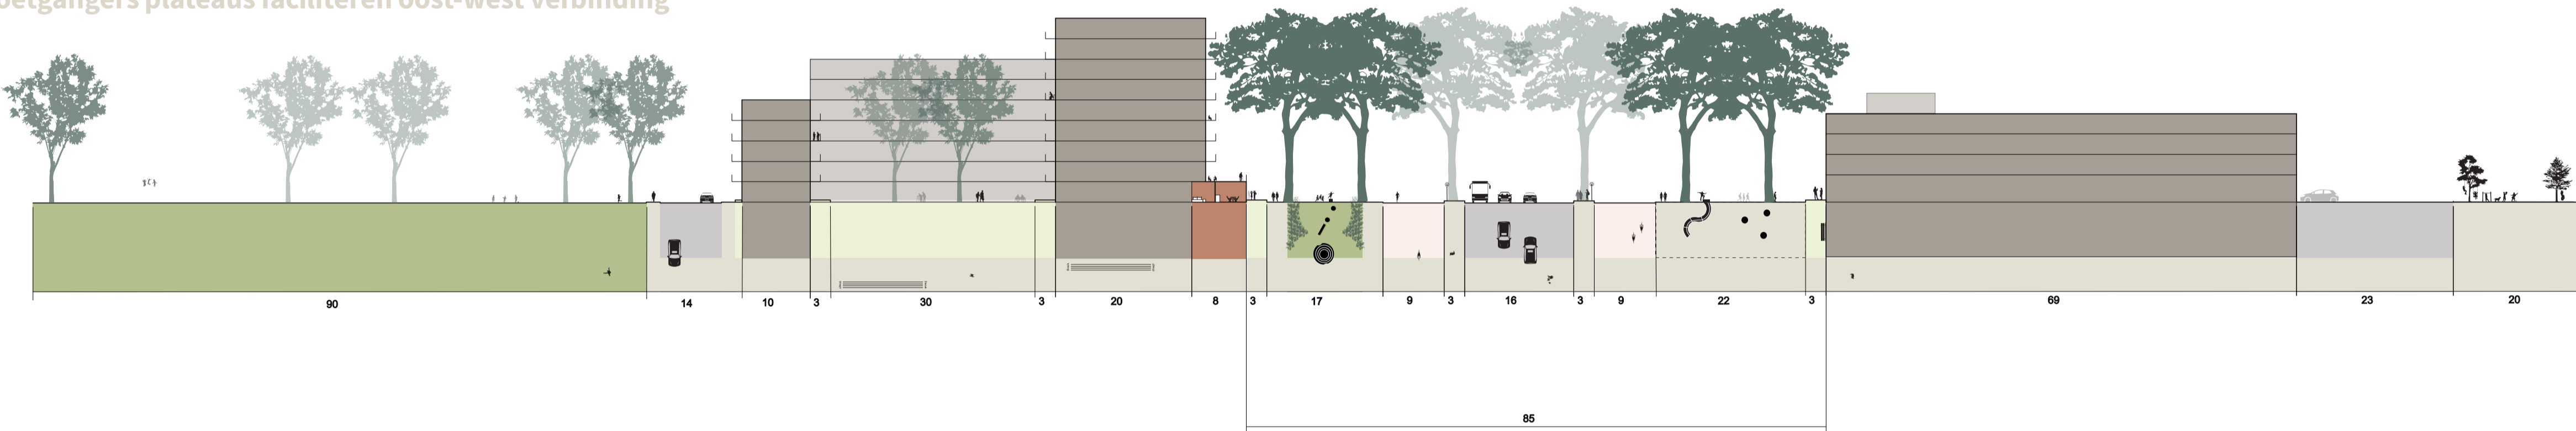 oetgangers plateaus faciliteren oost-west verbinding
90 14 10 3 30 3 20 8 3 17 9 3 16 3 9 22 3 69 23 20
85